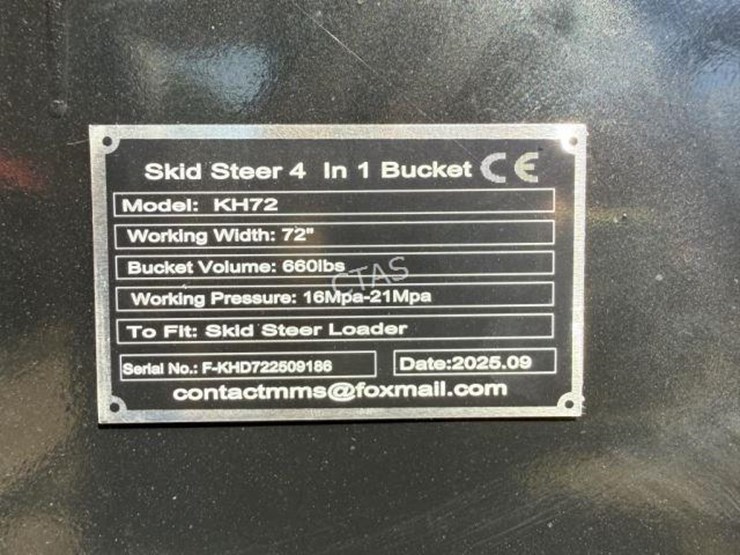 Skid Steer 4 In 1 Bucket CE
Model: KH72
Working Width: 72"
Bucket Volume: 660lbs
CTAS
Working Pressure: 16Mpa-21Mpa
To Fit: Skid Steer Loader
Serial No.: F-KHD722509186
Date:2025.09
contactmms@foxmail.com